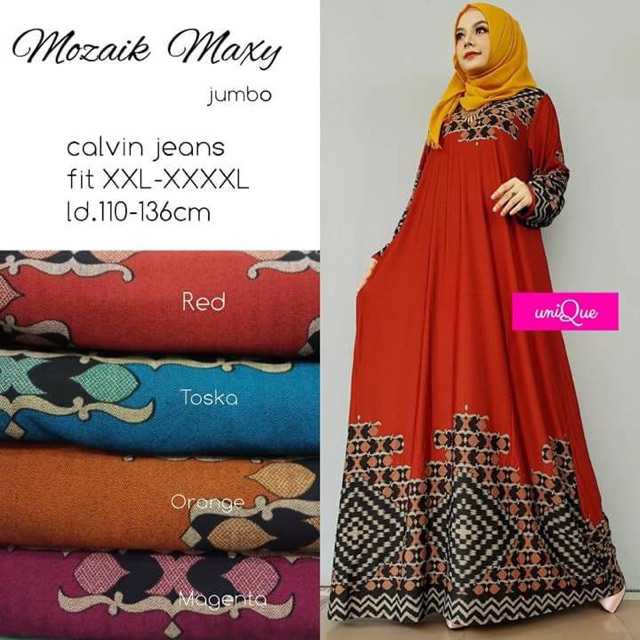 Mozaik Maxy
jumbo
calvin jeans
fit XXL-XXXXL
ld.110-136cm
Red
Toska
Orange
Magenta
uniQue